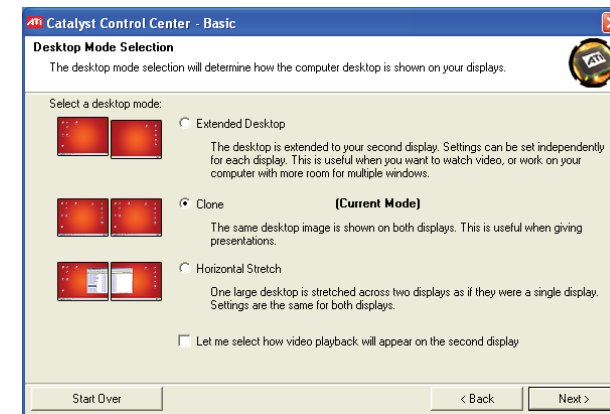 ATI Catalyst Control Center - Basic
Desktop Mode Selection
The desktop mode selection will determine how the computer desktop is shown on your displays.
ATI
Select a desktop mode:
Extended Desktop
The desktop is extended to your second display. Settings can be set independently
for each display. This is useful when you want to watch video, or work on your
computer with more room for multiple windows.
Clone (Current Mode)
The same desktop image is shown on both displays. This is useful when giving
presentations.
Horizontal Stretch
One large desktop is stretched across two displays as if they were a single display.
Settings are the same for both displays.
Let me select how video playback will appear on the second display
Start Over < Back Next >